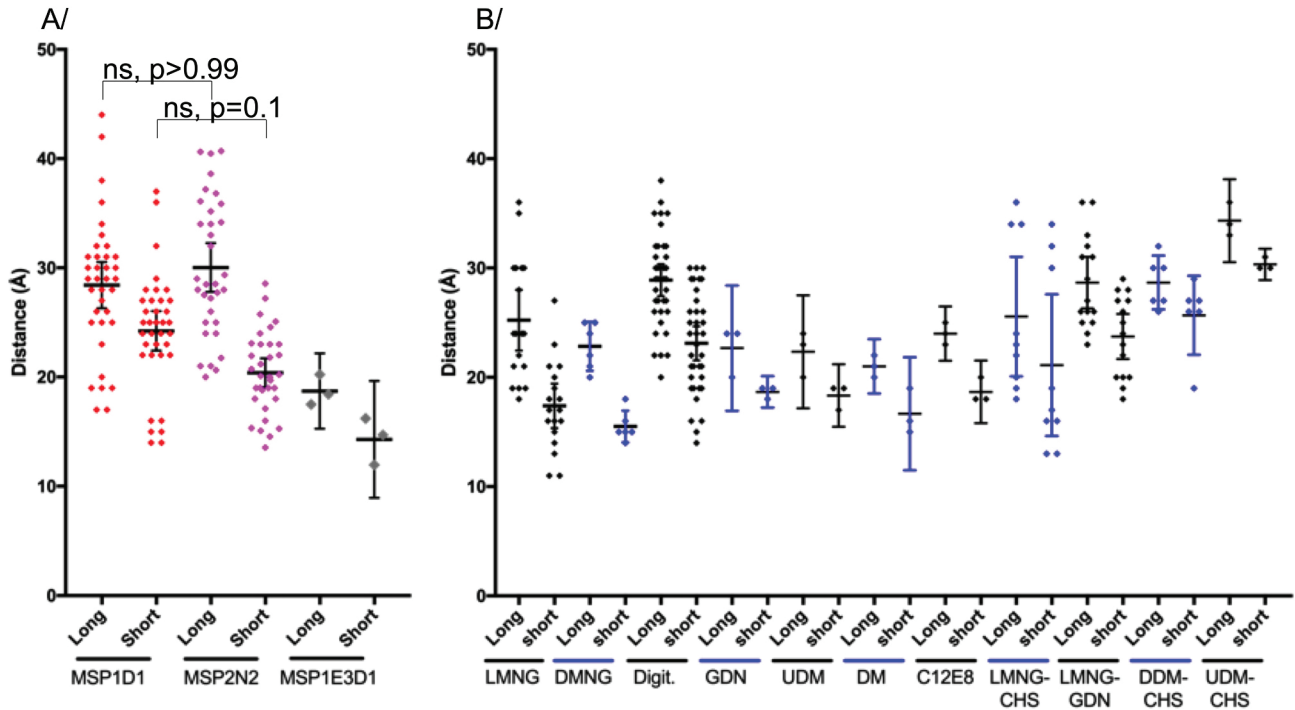 A/
B/
50
40
30
20
10
0
Distance (Å)
ns, p>0.99
ns, p=0.1
Long Short Long Short Long Short
MSP1D1 MSP2N2 MSP1E3D1
50
40
30
20
10
0
Distance (Å)
Long short Long short Long short Long short Long short Long short Long short Long short Long short Long short Long short
LMNG DMNG Digit. GDN UDM DM C12E8 LMNG- LMNG- DDM- UDM-
CHS GDN CHS CHS